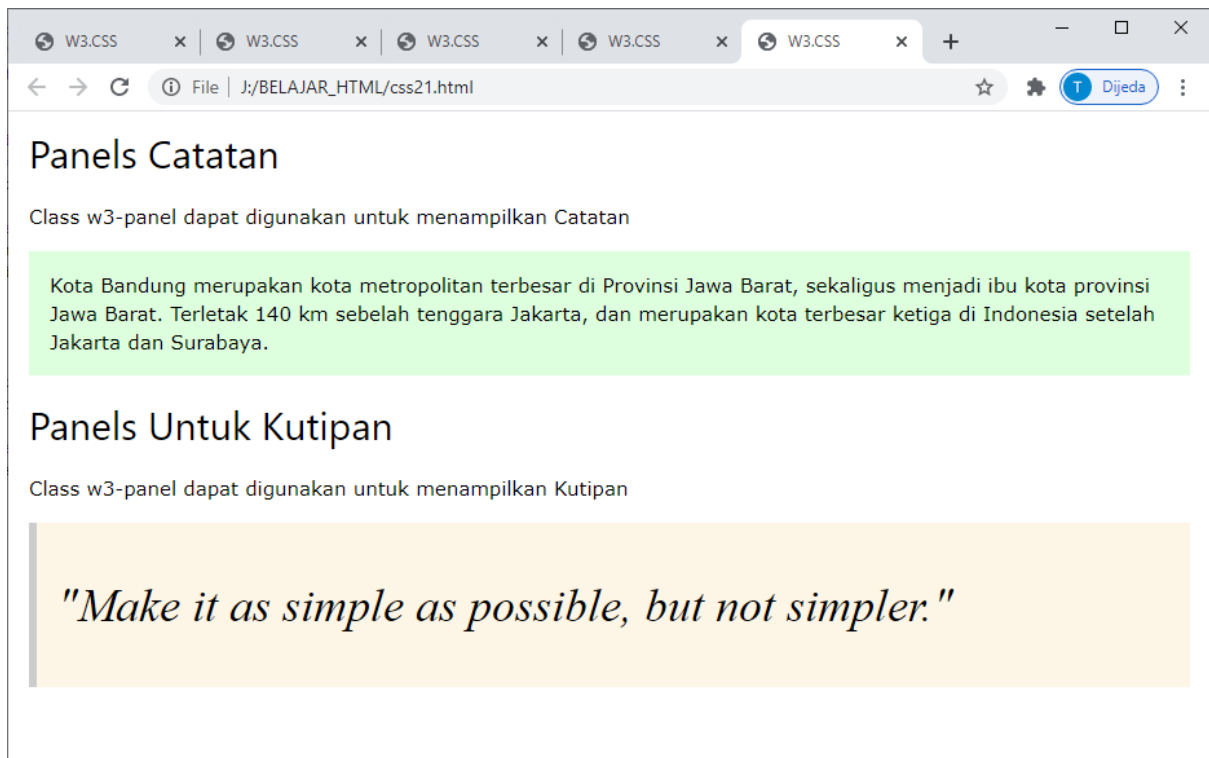 W3.CSS W3.CSS W3.CSS W3.CSS W3.CSS
File J:/BELAJAR_HTML/css21.html T Dijeda
Panels Catatan
Class w3-panel dapat digunakan untuk menampilkan Catatan
Kota Bandung merupakan kota metropolitan terbesar di Provinsi Jawa Barat, sekaligus menjadi ibu kota provinsi
Jawa Barat. Terletak 140 km sebelah tenggara Jakarta, dan merupakan kota terbesar ketiga di Indonesia setelah
Jakarta dan Surabaya.
Panels Untuk Kutipan
Class w3-panel dapat digunakan untuk menampilkan Kutipan
"Make it as simple as possible, but not simpler."